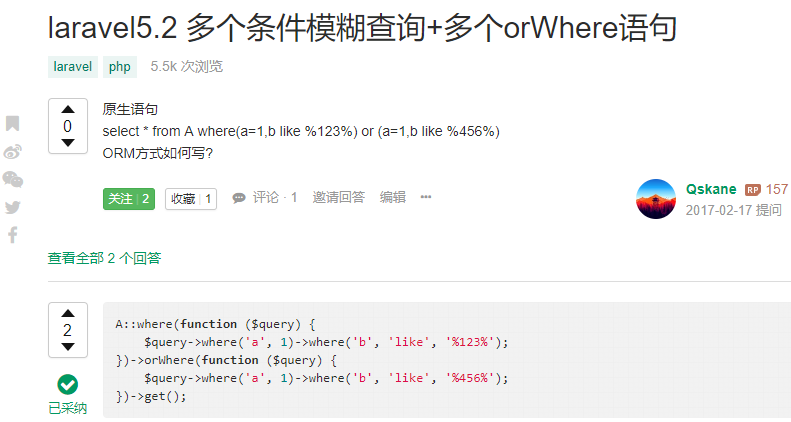 laravel5.2 多个条件模糊查询+多个orWhere语句
laravel php 5.5k 次浏览
0
原生语句
select * from A where(a=1,b like %123%) or (a=1,b like %456%)
ORM方式如何写?
关注 | 2 收藏 | 1 评论 · 1 邀请回答 编辑 ···
Qskane RP 157
2017-02-17 提问
查看全部 2 个回答
2
已采纳
A::where(function ($query) {
    $query->where('a', 1)->where('b', 'like', '%123%');
})->orWhere(function ($query) {
    $query->where('a', 1)->where('b', 'like', '%456%');
})->get();